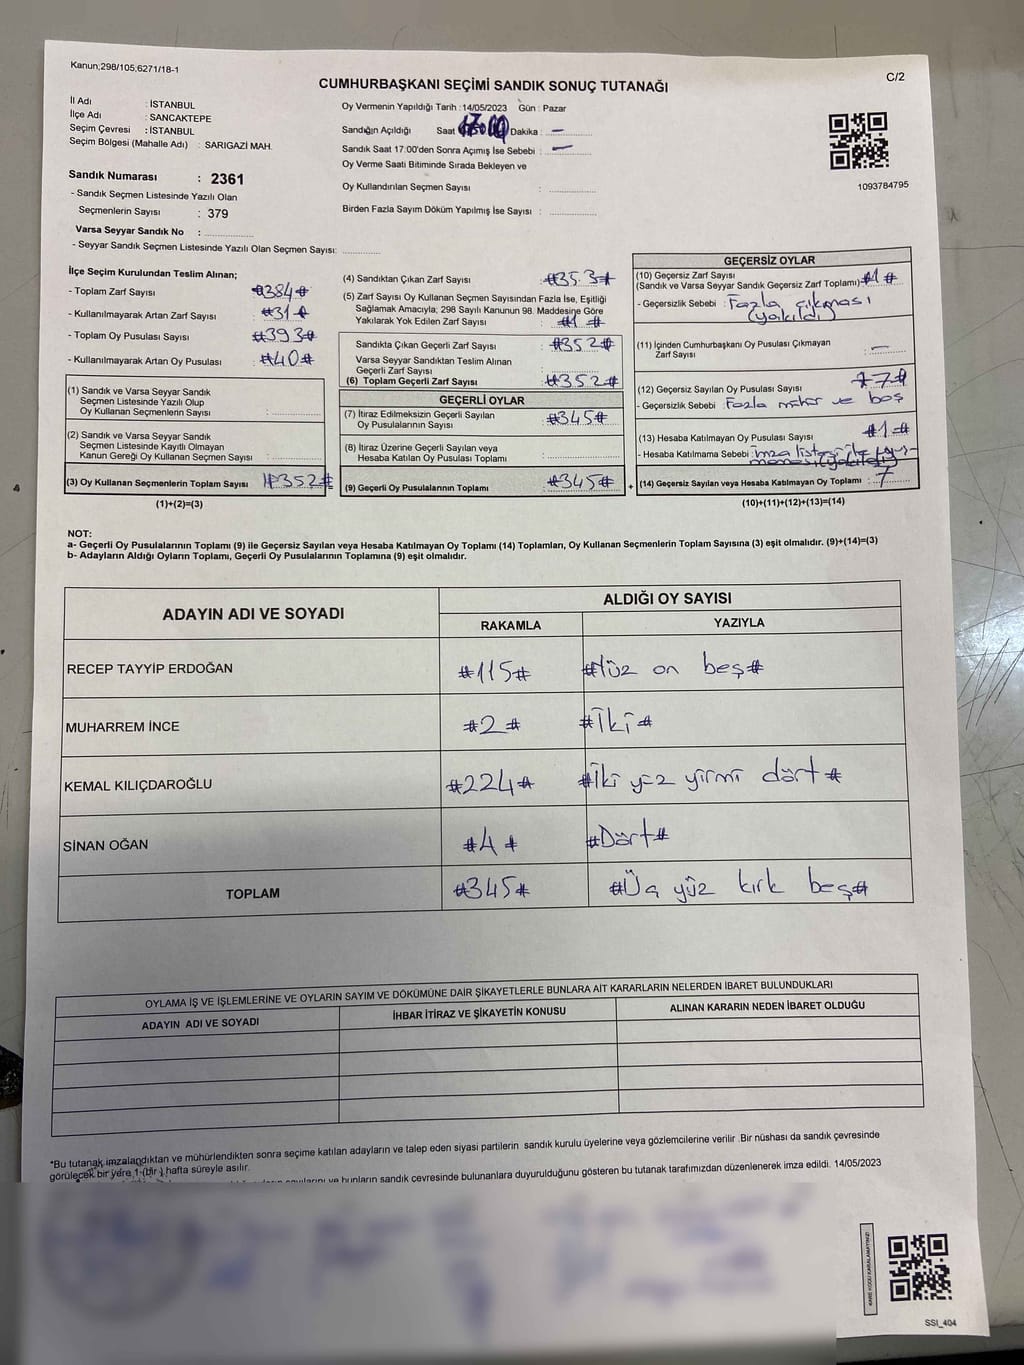 Kanun;298/105,6271/18-1
C/2
CUMHURBAŞKANI SEÇİMİ SANDIK SONUÇ TUTANAĞI
İl Adı : İSTANBUL
İlçe Adı : SANCAKTEPE
Seçim Çevresi : İSTANBUL
Seçim Bölgesi (Mahalle Adı) : SARIGAZİ MAH.
Sandık Numarası : 2361
- Sandık Seçmen Listesinde Yazılı Olan
Seçmenlerin Sayısı : 379
Varsa Seyyar Sandık No :
- Seyyar Sandık Seçmen Listesinde Yazılı Olan Seçmen Sayısı:
Oy Vermenin Yapıldığı Tarih : 14/05/2023 Gün : Pazar
Sandığın Açıldığı Saat Dakika : —
Sandık Saat 17:00'den Sonra Açımış İse Sebebi : —
Oy Verme Saati Bitiminde Sırada Bekleyen ve
Oy Kullandırılan Seçmen Sayısı :
Birden Fazla Sayım Döküm Yapılmış İse Sayısı :
1093784795
İlçe Seçim Kurulundan Teslim Alınan;
- Toplam Zarf Sayısı #384#
- Kullanılmayarak Artan Zarf Sayısı : #31#
- Toplam Oy Pusulası Sayısı #393#
- Kullanılmayarak Artan Oy Pusulası : #40#
(1) Sandık ve Varsa Seyyar Sandık
Seçmen Listesinde Yazılı Olup
Oy Kullanan Seçmenlerin Sayısı :
(2) Sandık ve Varsa Seyyar Sandık
Seçmen Listesinde Kayıtlı Olmayan
Kanun Gereği Oy Kullanan Seçmen Sayısı :
(3) Oy Kullanan Seçmenlerin Toplam Sayısı #352#
(1)+(2)=(3)
(4) Sandıktan Çıkan Zarf Sayısı : #353#
(5) Zarf Sayısı Oy Kullanan Seçmen Sayısından Fazla İse, Eşitliği
Sağlamak Amacıyla; 298 Sayılı Kanunun 98. Maddesine Göre
Yakılarak Yok Edilen Zarf Sayısı : #1#
Sandıkta Çıkan Geçerli Zarf Sayısı : #352#
Varsa Seyyar Sandıktan Teslim Alınan
Geçerli Zarf Sayısı :
(6) Toplam Geçerli Zarf Sayısı : #352#
GEÇERLİ OYLAR
(7) İtiraz Edilmeksizin Geçerli Sayılan
Oy Pusulalarının Sayısı : #345#
(8) İtiraz Üzerine Geçerli Sayılan veya
Hesaba Katılan Oy Pusulası Toplamı :
(9) Geçerli Oy Pusulalarının Toplamı : #345#
+
GEÇERSİZ OYLAR
(10) Geçersiz Zarf Sayısı
(Sandık ve Varsa Seyyar Sandık Geçersiz Zarf Toplamı) : #1#
- Geçersizlik Sebebi : Fazla çıkması
(yakıldı)
(11) İçinden Cumhurbaşkanı Oy Pusulası Çıkmayan
Zarf Sayısı : —
(12) Geçersiz Sayılan Oy Pusulası Sayısı #7#
- Geçersizlik Sebebi : Fazla mühür ve boş
(13) Hesaba Katılmayan Oy Pusulası Sayısı #1#
- Hesaba Katılmama Sebebi : imza listesi ile uyuş-
maması (yakıldı)
(14) Geçersiz Sayılan veya Hesaba Katılmayan Oy Toplamı : 7
(10)+(11)+(12)+(13)=(14)
NOT:
a- Geçerli Oy Pusulalarının Toplamı (9) ile Geçersiz Sayılan veya Hesaba Katılmayan Oy Toplamı (14) Toplamları, Oy Kullanan Seçmenlerin Toplam Sayısına (3) eşit olmalıdır. (9)+(14)=(3)
b- Adayların Aldığı Oyların Toplamı, Geçerli Oy Pusulalarının Toplamına (9) eşit olmalıdır.
ADAYIN ADI VE SOYADI
ALDIĞI OY SAYISI
RAKAMLA YAZIYLA
RECEP TAYYİP ERDOĞAN #115# #Yüz on beş#
MUHARREM İNCE #2# #İki#
KEMAL KILIÇDAROĞLU #224# #İki yüz yirmi dört#
SİNAN OĞAN #4# #Dört#
TOPLAM #345# #Üç yüz kırk beş#
OYLAMA İŞ VE İŞLEMLERİNE VE OYLARIN SAYIM VE DÖKÜMÜNE DAİR ŞİKAYETLERLE BUNLARA AİT KARARLARIN NELERDEN İBARET BULUNDUKLARI
ADAYIN ADI VE SOYADI İHBAR İTİRAZ VE ŞİKAYETİN KONUSU ALINAN KARARIN NEDEN İBARET OLDUĞU
*Bu tutanak imzalandıktan ve mühürlendikten sonra seçime katılan adayların ve talep eden siyasi partilerin sandık kurulu üyelerine veya gözlemcilerine verilir .Bir nüshası da sandık çevresinde
görülecek bir yere 1 (bir ) hafta süreyle asılır.
ve bunların sandık çevresinde bulunanlara duyurulduğunu gösteren bu tutanak tarafımızdan düzenlenerek imza edildi. 14/05/2023
KARE KODU KARALAMAYINIZ!
SSI_404